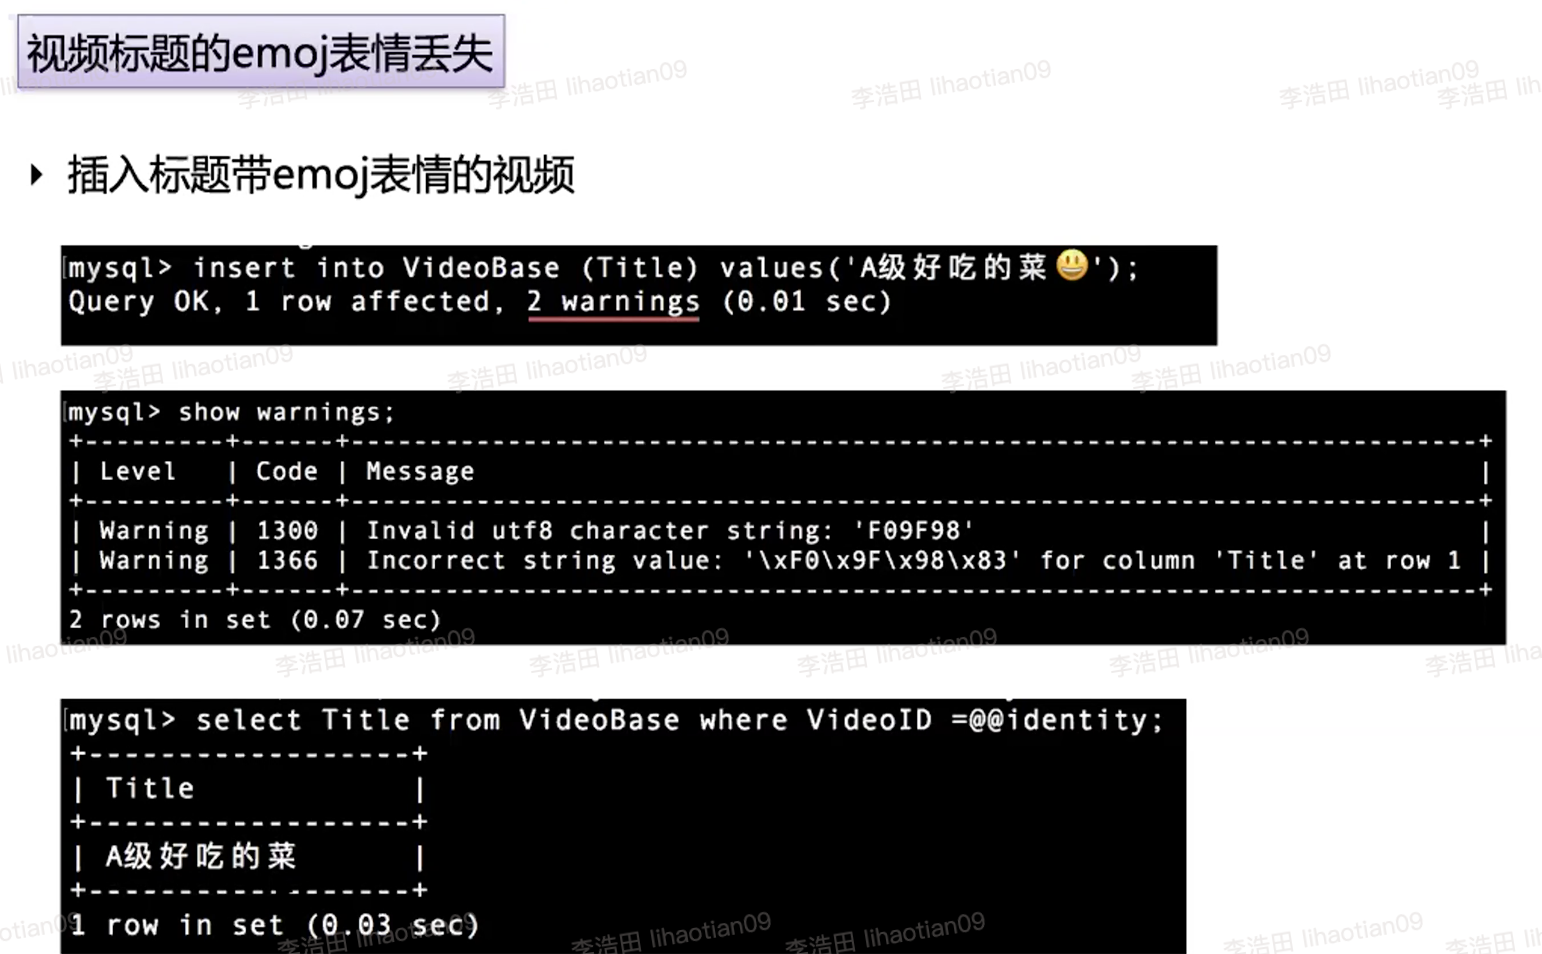 视频标题的emoj表情丢失
插入标题带emoj表情的视频
mysql> insert into VideoBase (Title) values('A级好吃的菜😃');
Query OK, 1 row affected, 2 warnings (0.01 sec)
mysql> show warnings;
+---------+------+-------------------------------------------------------------------------+
| Level   | Code | Message                                                                 |
+---------+------+-------------------------------------------------------------------------+
| Warning | 1300 | Invalid utf8 character string: 'F09F98'                                 |
| Warning | 1366 | Incorrect string value: '\xF0\x9F\x98\x83' for column 'Title' at row 1 |
+---------+------+-------------------------------------------------------------------------+
2 rows in set (0.07 sec)
mysql> select Title from VideoBase where VideoID =@@identity;
+------------------+
| Title            |
+------------------+
| A级好吃的菜       |
+------------------+
1 row in set (0.03 sec)
李浩田 lihaotian09